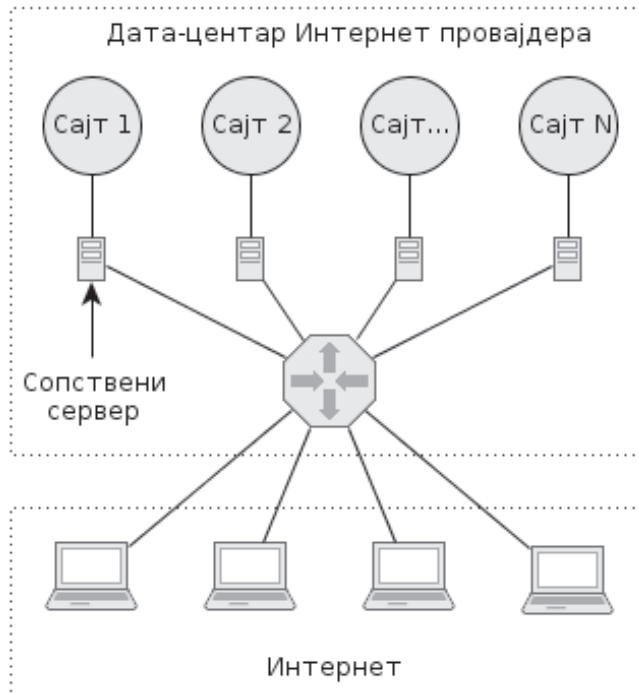 Дата-центар Интернет провајдера
Сајт 1
Сајт 2
Сајт...
Сајт N
Сопствени
сервер
Интернет